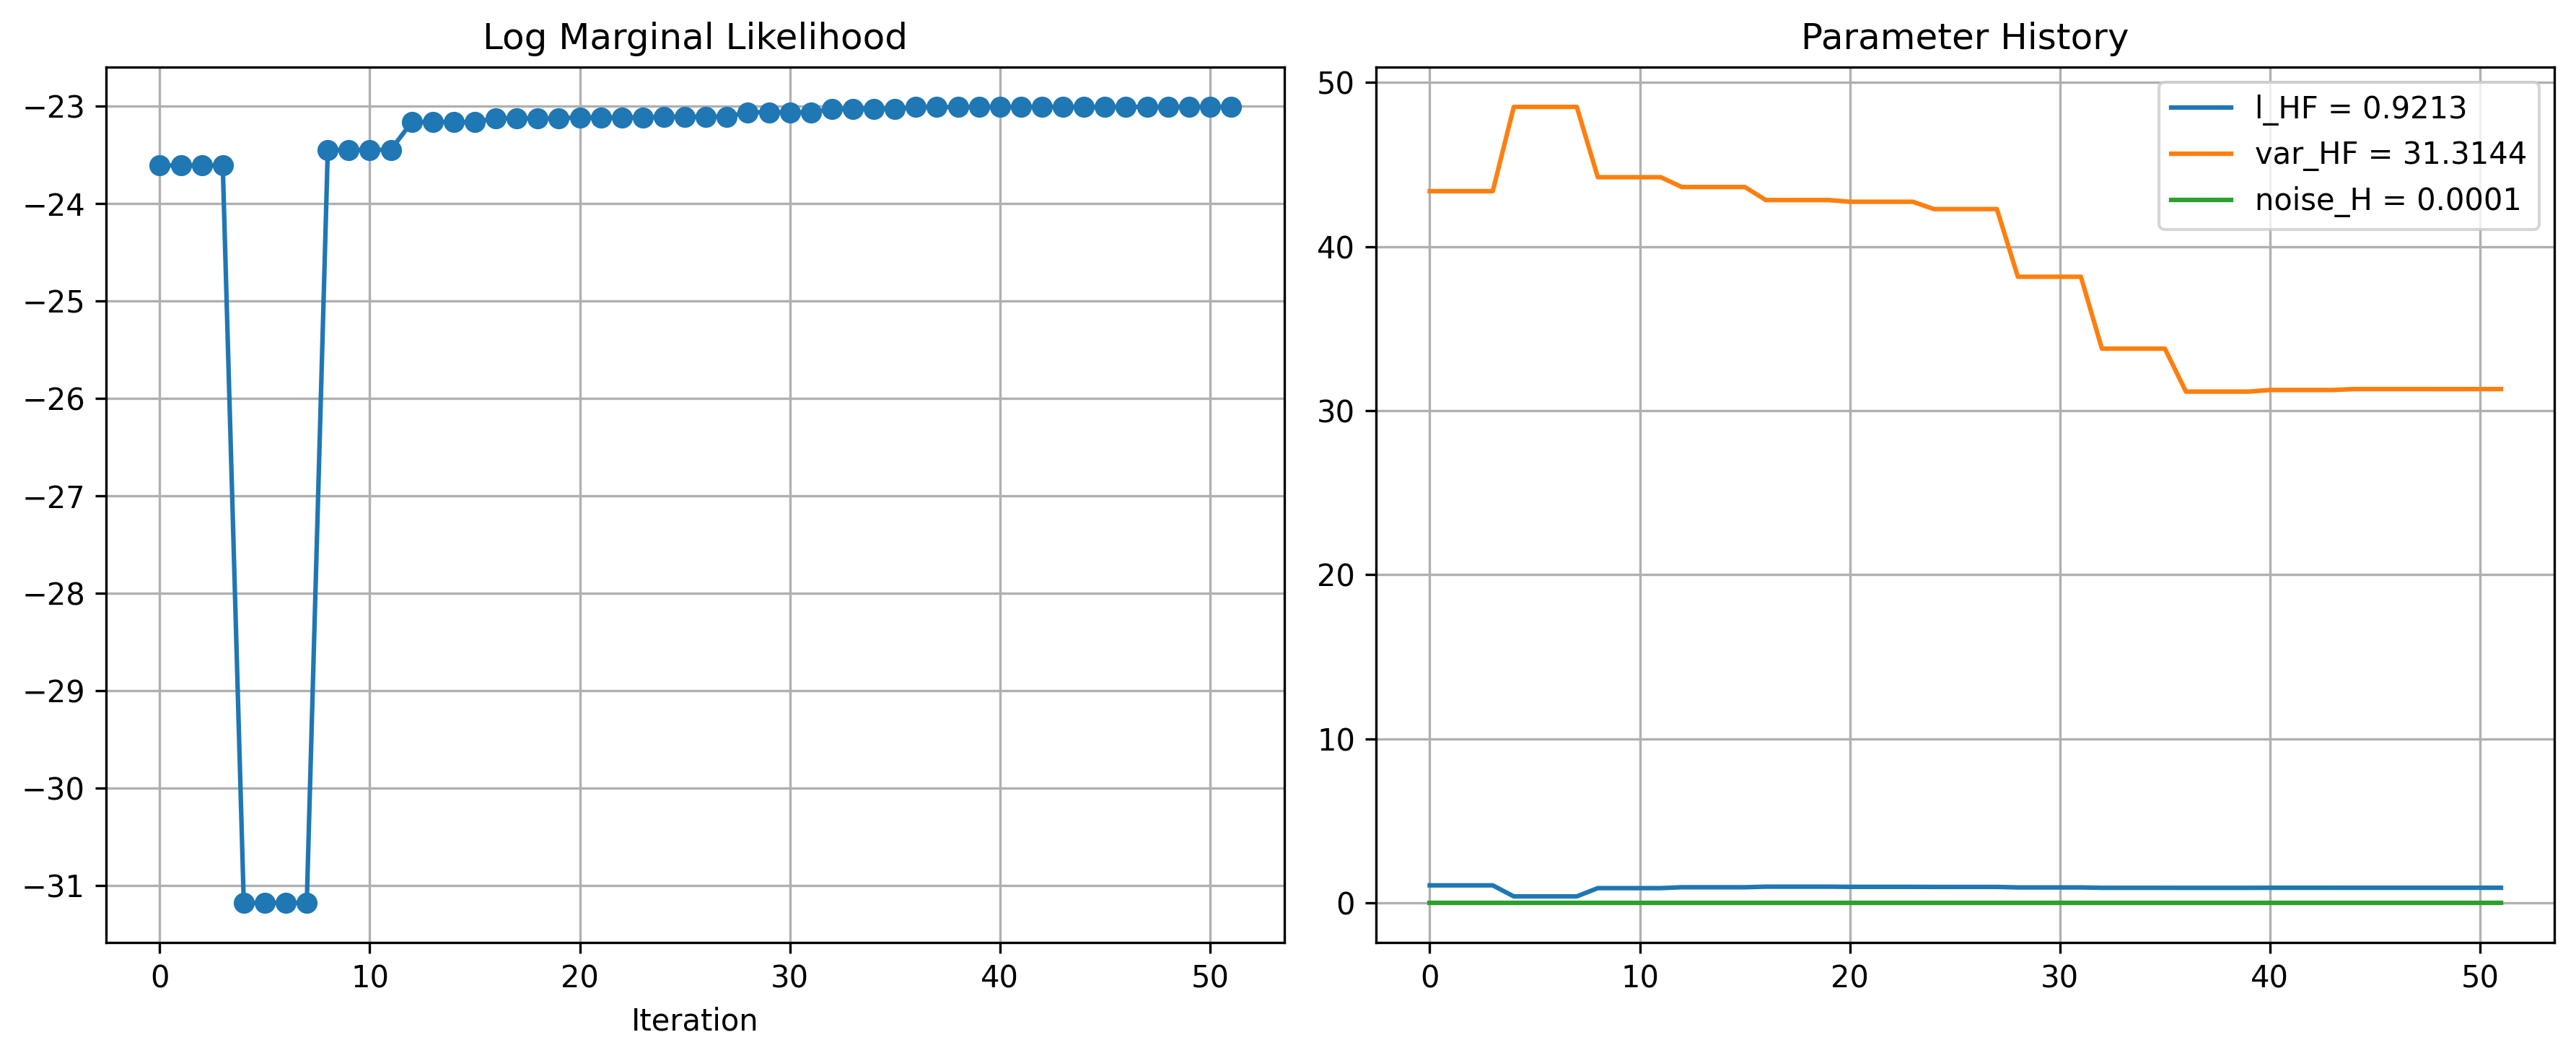 Log Marginal Likelihood
−23
−24
−25
−26
−27
−28
−29
−30
−31
0 10 20 30 40 50
Iteration
Parameter History
50
40
30
20
10
0
l_HF = 0.9213
var_HF = 31.3144
noise_H = 0.0001
0 10 20 30 40 50